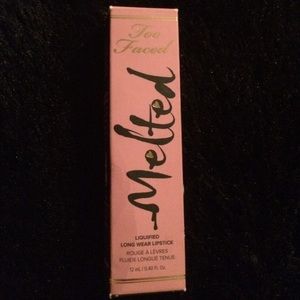 Too
Faced
Melted
LIQUIFIED
LONG WEAR LIPSTICK
ROUGE À LÈVRES
FLUIDE LONGUE TENUE
12 mL / 0.40 Fl. Oz.